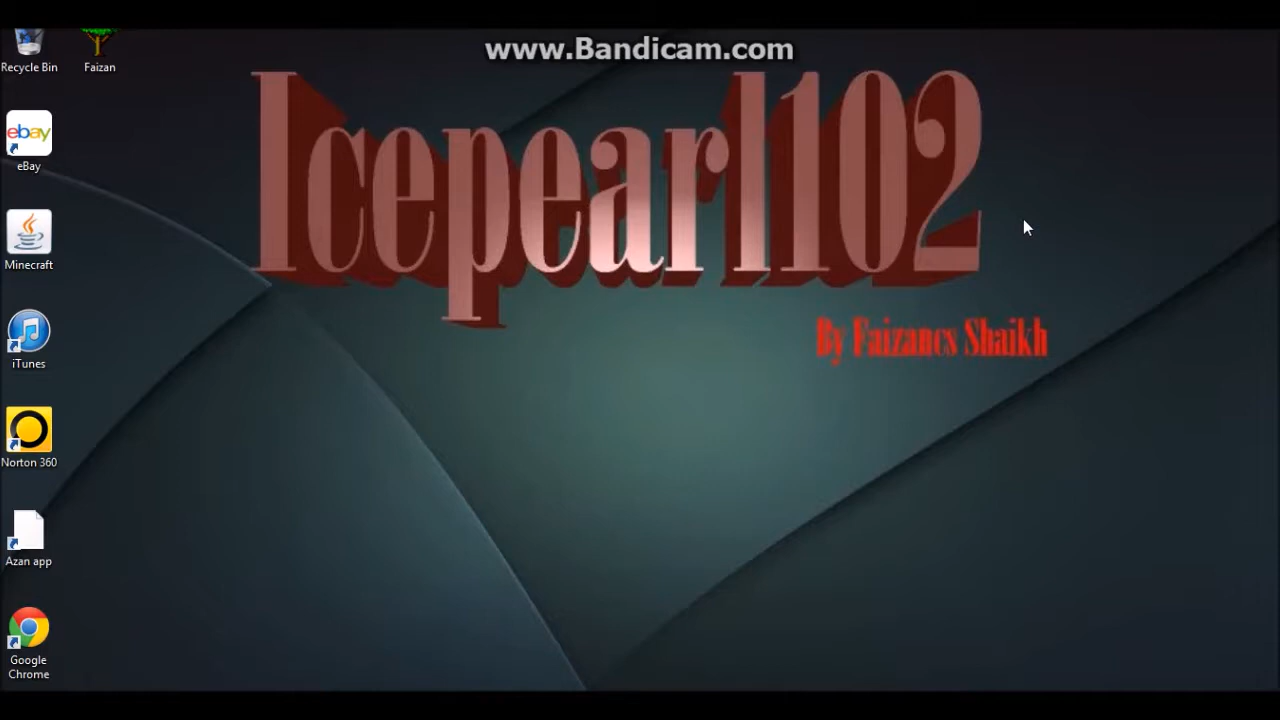 www.Bandicam.com
Recycle Bin
Faizan
Icepearl102
By Faizancs Shaikh
ebay
eBay
Minecraft
iTunes
Norton 360
Azan app
Google
Chrome